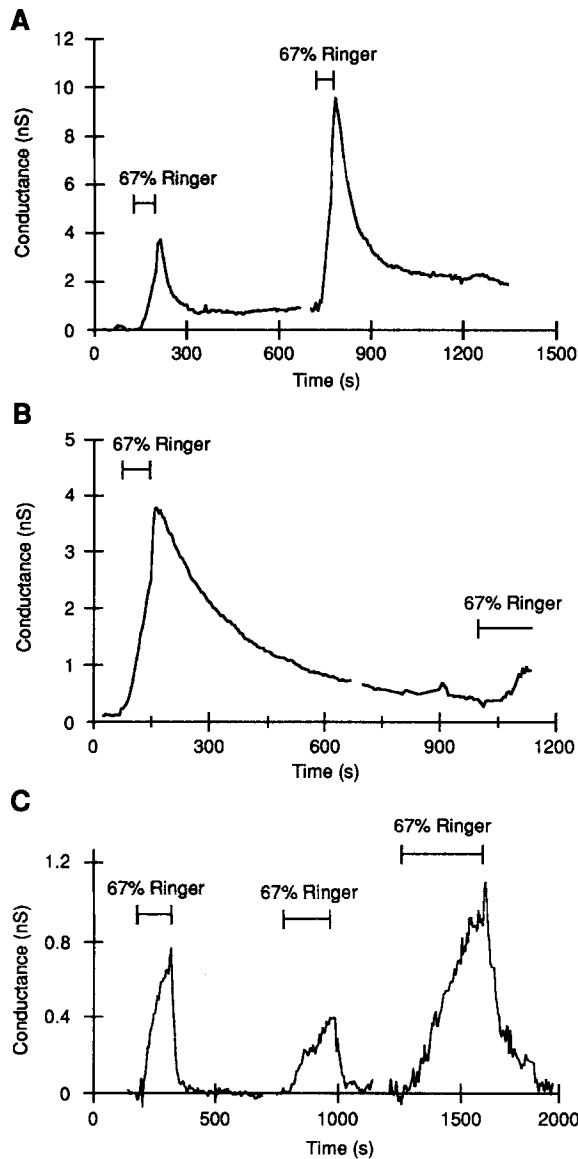 A
12
67% Ringer
10
8
67% Ringer
6
4
2
0
Conductance (nS)
0 300 600 900 1200 1500
Time (s)
B
5
67% Ringer
4
3
67% Ringer
2
1
0
Conductance (nS)
0 300 600 900 1200
Time (s)
C
67% Ringer
1.2
67% Ringer
67% Ringer
0.8
0.4
0
Conductance (nS)
0 500 1000 1500 2000
Time (s)